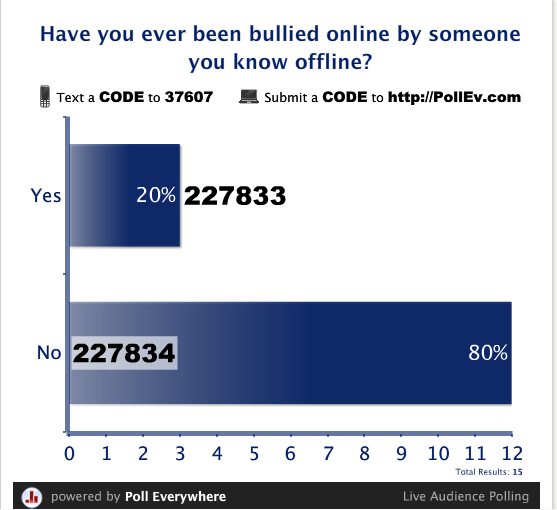 Have you ever been bullied online by someone
you know offline?
Text a CODE to 37607 Submit a CODE to http://PollEv.com
Yes 20% 227833
No 227834 80%
0 1 2 3 4 5 6 7 8 9 10 11 12
Total Results: 15
powered by Poll Everywhere Live Audience Polling